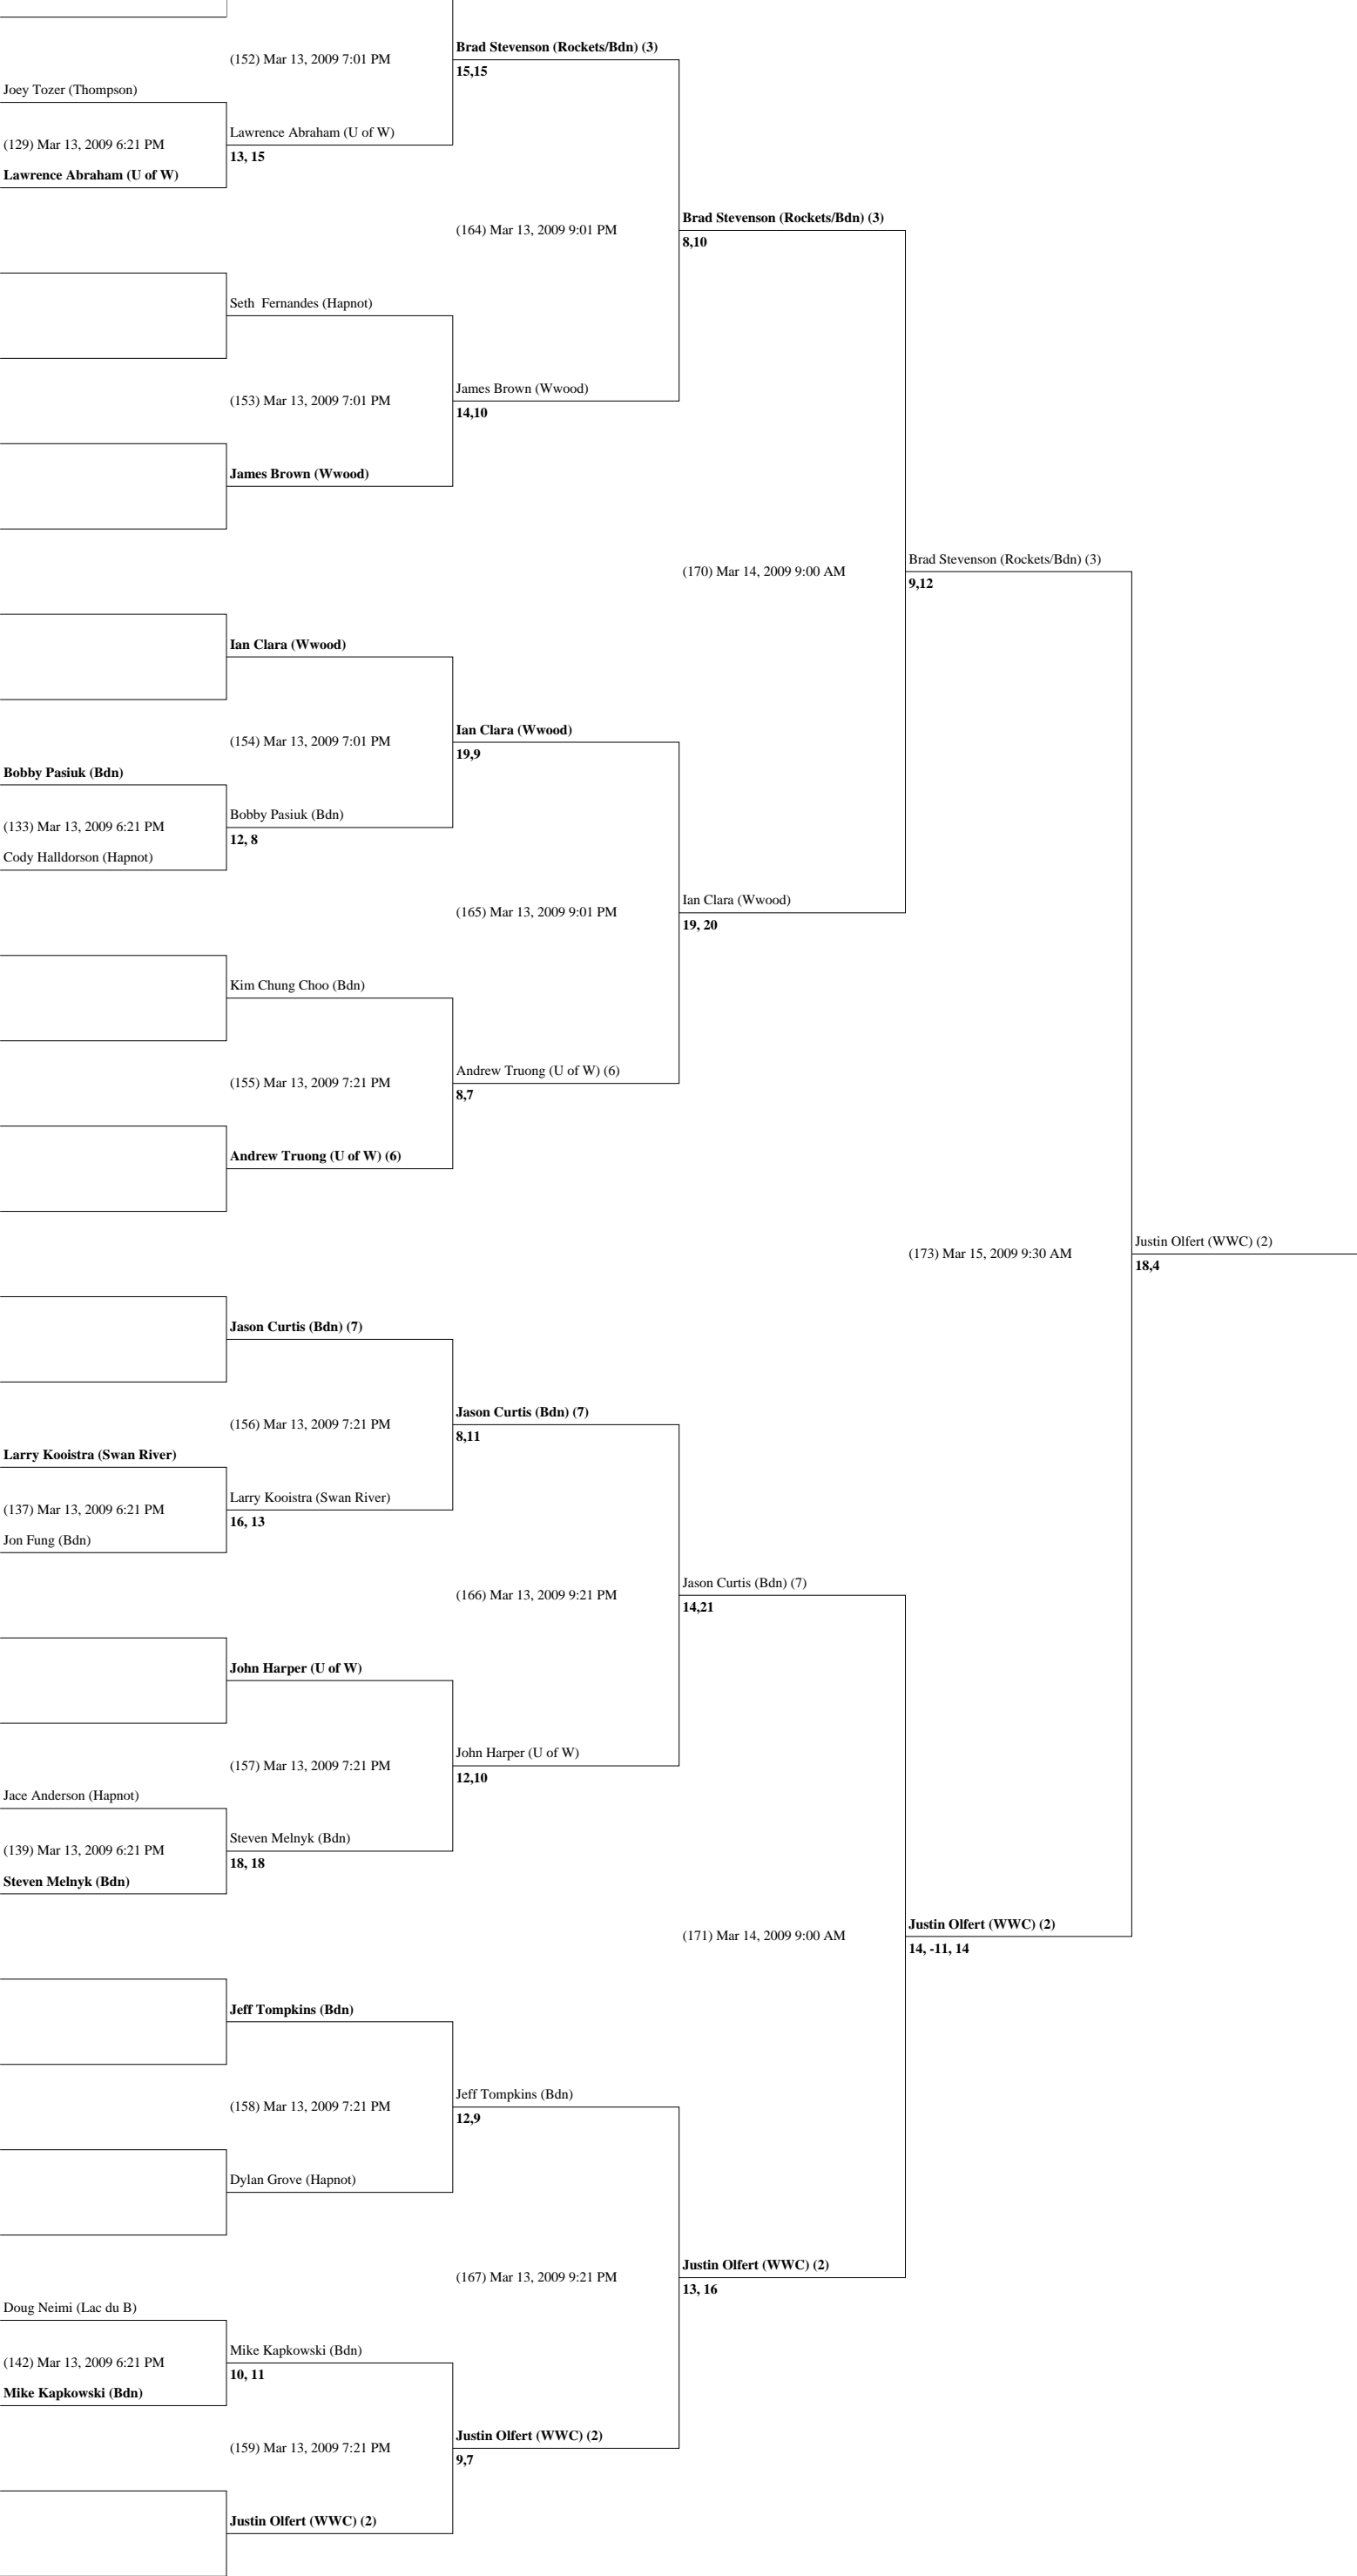 Brad Stevenson (Rockets/Bdn) (3)
(152) Mar 13, 2009 7:01 PM
15,15
Joey Tozer (Thompson)
Lawrence Abraham (U of W)
(129) Mar 13, 2009 6:21 PM
13, 15
Lawrence Abraham (U of W)
Brad Stevenson (Rockets/Bdn) (3)
(164) Mar 13, 2009 9:01 PM
8,10
Seth  Fernandes (Hapnot)
James Brown (Wwood)
(153) Mar 13, 2009 7:01 PM
14,10
James Brown (Wwood)
Brad Stevenson (Rockets/Bdn) (3)
(170) Mar 14, 2009 9:00 AM
9,12
Ian Clara (Wwood)
Ian Clara (Wwood)
(154) Mar 13, 2009 7:01 PM
19,9
Bobby Pasiuk (Bdn)
Bobby Pasiuk (Bdn)
(133) Mar 13, 2009 6:21 PM
12, 8
Cody Halldorson (Hapnot)
Ian Clara (Wwood)
(165) Mar 13, 2009 9:01 PM
19, 20
Kim Chung Choo (Bdn)
Andrew Truong (U of W) (6)
(155) Mar 13, 2009 7:21 PM
8,7
Andrew Truong (U of W) (6)
Justin Olfert (WWC) (2)
(173) Mar 15, 2009 9:30 AM
18,4
Jason Curtis (Bdn) (7)
Jason Curtis (Bdn) (7)
(156) Mar 13, 2009 7:21 PM
8,11
Larry Kooistra (Swan River)
Larry Kooistra (Swan River)
(137) Mar 13, 2009 6:21 PM
16, 13
Jon Fung (Bdn)
Jason Curtis (Bdn) (7)
(166) Mar 13, 2009 9:21 PM
14,21
John Harper (U of W)
John Harper (U of W)
(157) Mar 13, 2009 7:21 PM
12,10
Jace Anderson (Hapnot)
Steven Melnyk (Bdn)
(139) Mar 13, 2009 6:21 PM
18, 18
Steven Melnyk (Bdn)
Justin Olfert (WWC) (2)
(171) Mar 14, 2009 9:00 AM
14, -11, 14
Jeff Tompkins (Bdn)
Jeff Tompkins (Bdn)
(158) Mar 13, 2009 7:21 PM
12,9
Dylan Grove (Hapnot)
Justin Olfert (WWC) (2)
(167) Mar 13, 2009 9:21 PM
13, 16
Doug Neimi (Lac du B)
Mike Kapkowski (Bdn)
(142) Mar 13, 2009 6:21 PM
10, 11
Mike Kapkowski (Bdn)
Justin Olfert (WWC) (2)
(159) Mar 13, 2009 7:21 PM
9,7
Justin Olfert (WWC) (2)